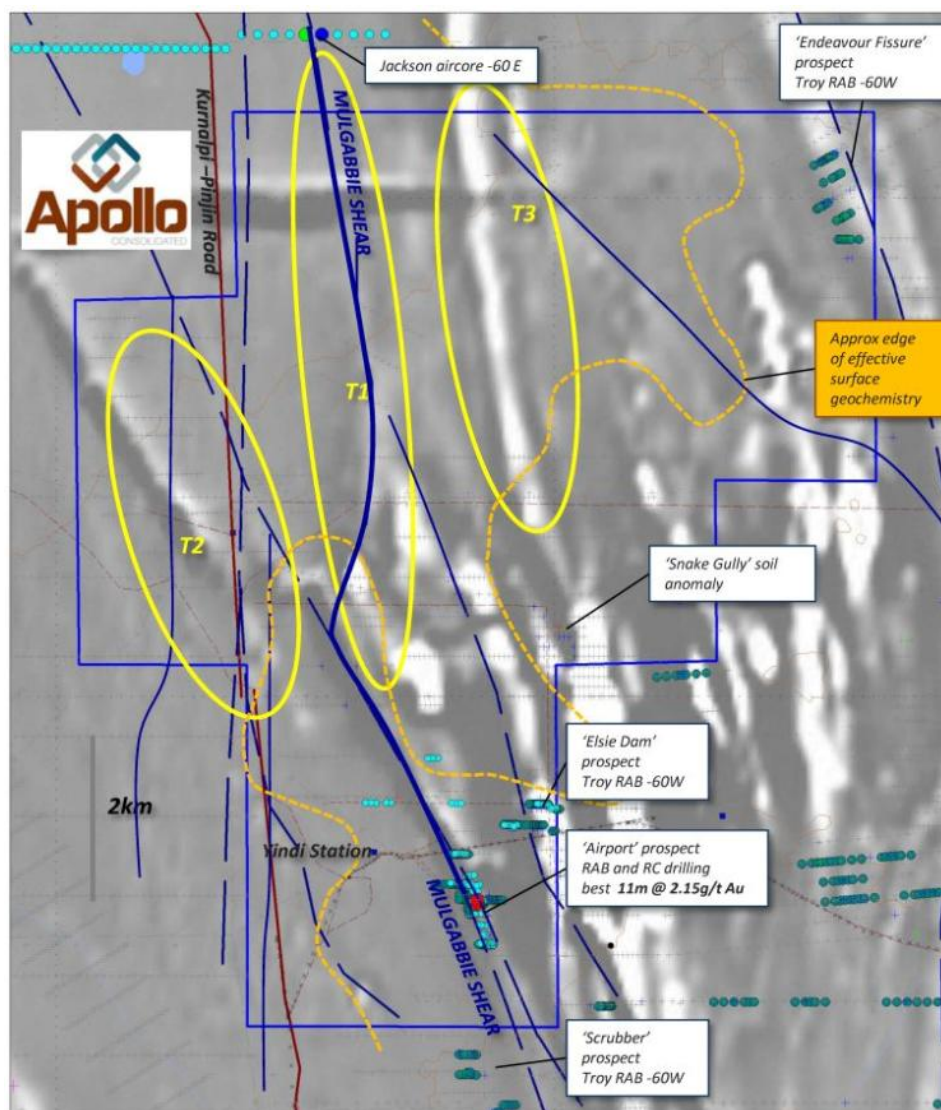 Jackson aircore -60 E
'Endeavour Fissure'
prospect
Troy RAB -60W
MULGABBIE SHEAR
Kurnalpi –Pinjin Road
Apollo
CONSOLIDATED
T3
Approx edge
of effective
surface
geochemistry
T1
T2
'Snake Gully' soil
anomaly
'Elsie Dam'
prospect
Troy RAB -60W
2km
Yindi Station
'Airport' prospect
RAB and RC drilling
best 11m @ 2.15g/t Au
MULGABBIE SHEAR
'Scrubber'
prospect
Troy RAB -60W